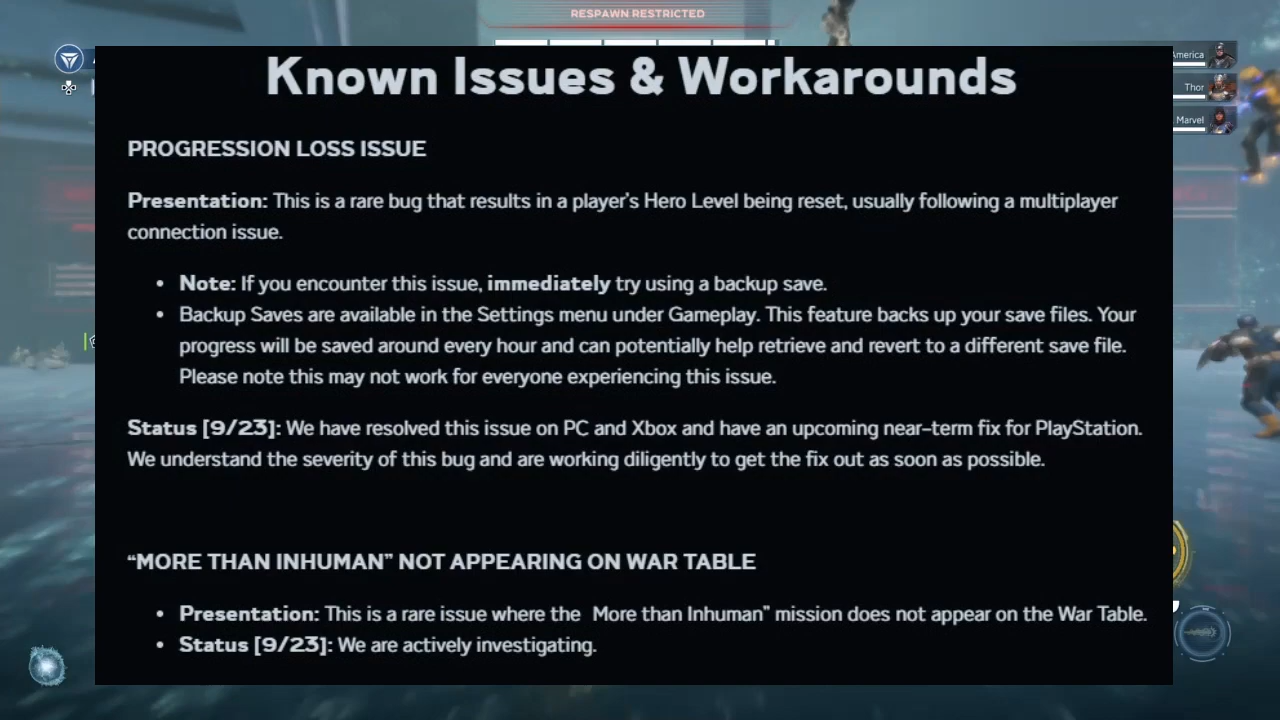 RESPAWN RESTRICTED
America
Thor
Marvel
Known Issues & Workarounds
PROGRESSION LOSS ISSUE
Presentation: This is a rare bug that results in a player's Hero Level being reset, usually following a multiplayer
connection issue.
• Note: If you encounter this issue, immediately try using a backup save.
• Backup Saves are available in the Settings menu under Gameplay. This feature backs up your save files. Your
progress will be saved around every hour and can potentially help retrieve and revert to a different save file.
Please note this may not work for everyone experiencing this issue.
Status [9/23]: We have resolved this issue on PC and Xbox and have an upcoming near-term fix for PlayStation.
We understand the severity of this bug and are working diligently to get the fix out as soon as possible.
“MORE THAN INHUMAN” NOT APPEARING ON WAR TABLE
• Presentation: This is a rare issue where the  More than Inhuman” mission does not appear on the War Table.
• Status [9/23]: We are actively investigating.